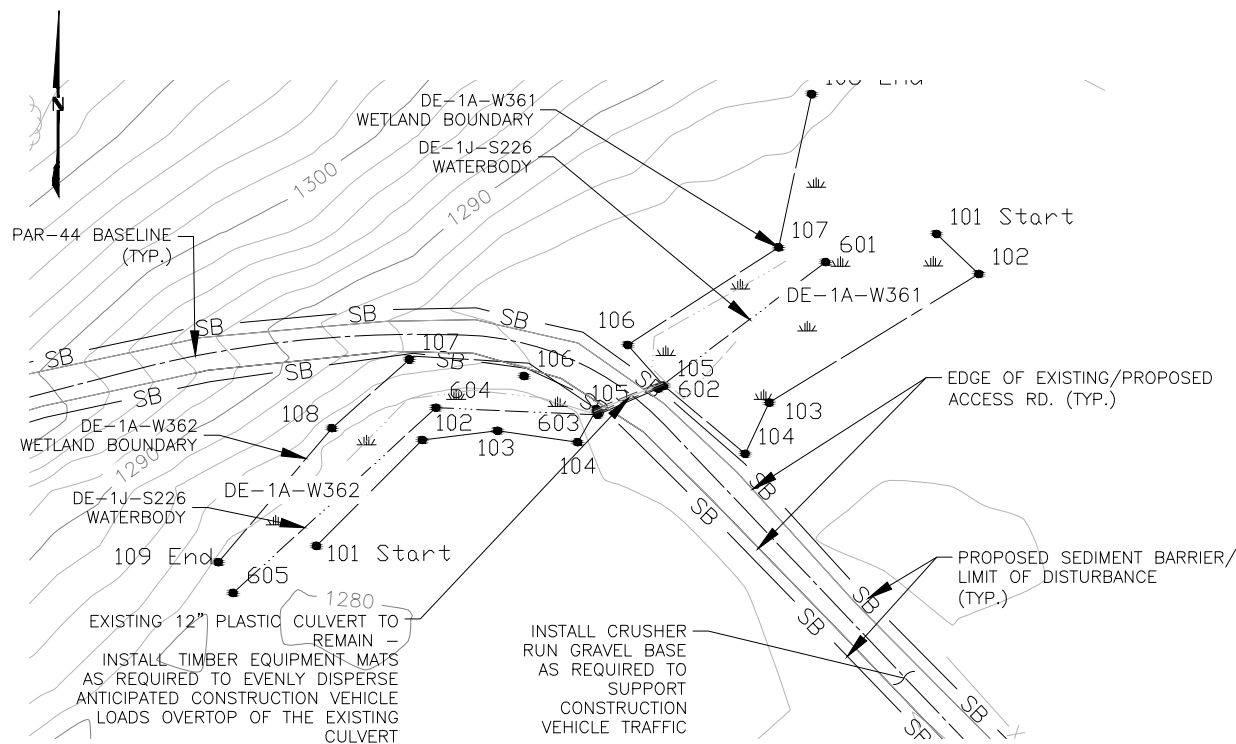 N
DE-1A-W361
WETLAND BOUNDARY
DE-1J-S226
WATERBODY
108 End
1300
1290
PAR-44 BASELINE
(TYP.)
107
601
101 Start
102
DE-1A-W361
SB
SB
SB
SB
106
107
SB
106
SB
SB
105
602
SB
SB
604
105
603
103
104
EDGE OF EXISTING/PROPOSED
ACCESS RD. (TYP.)
108
102
103
104
DE-1A-W362
WETLAND BOUNDARY
1290
DE-1J-S226
WATERBODY
DE-1A-W362
SB
SB
109 End
101 Start
605
PROPOSED SEDIMENT BARRIER/
LIMIT OF DISTURBANCE
(TYP.)
1280
SB
SB
EXISTING 12" PLASTIC CULVERT TO
REMAIN –
INSTALL TIMBER EQUIPMENT MATS
AS REQUIRED TO EVENLY DISPERSE
ANTICIPATED CONSTRUCTION VEHICLE
LOADS OVERTOP OF THE EXISTING
CULVERT
INSTALL CRUSHER
RUN GRAVEL BASE
AS REQUIRED TO
SUPPORT
CONSTRUCTION
VEHICLE TRAFFIC
SB
SB